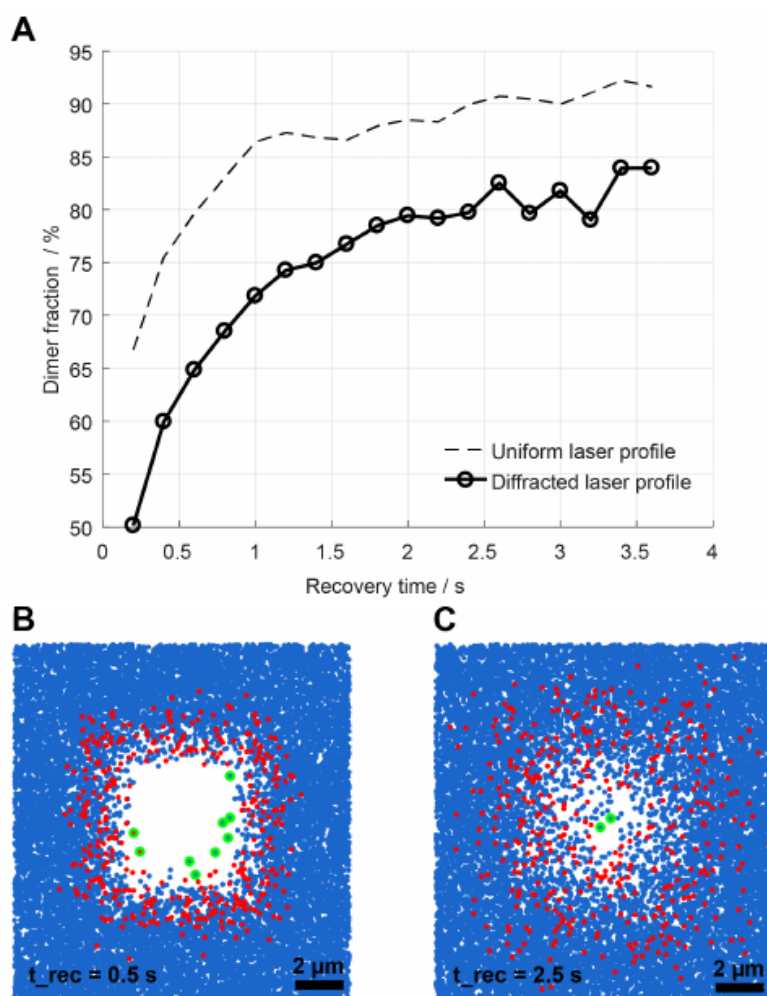 A
95
90
85
80
75
70
65
60
55
50
Dimer fraction / %
Uniform laser profile
Diffracted laser profile
0 0.5 1 1.5 2 2.5 3 3.5 4
Recovery time / s
B
t_rec = 0.5 s
2 µm
C
t_rec = 2.5 s
2 µm